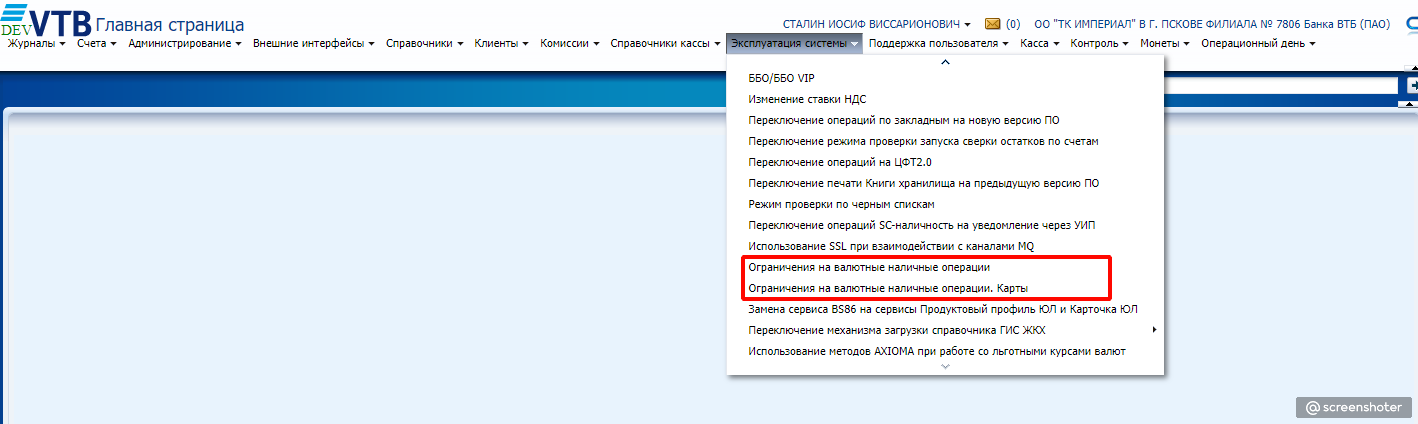 DEV VTB Главная страница
СТАЛИН ИОСИФ ВИССАРИОНОВИЧ (0) ОО "ТК ИМПЕРИАЛ" В Г. ПСКОВЕ ФИЛИАЛА № 7806 Банка ВТБ (ПАО)
Журналы Счета Администрирование Внешние интерфейсы Справочники Клиенты Комиссии Справочники кассы Эксплуатация системы Поддержка пользователя Касса Контроль Монеты Операционный день
ББО/ББО VIP
Изменение ставки НДС
Переключение операций по закладным на новую версию ПО
Переключение режима проверки запуска сверки остатков по счетам
Переключение операций на ЦФТ2.0
Переключение печати Книги хранилища на предыдущую версию ПО
Режим проверки по черным спискам
Переключение операций SC-наличность на уведомление через УИП
Использование SSL при взаимодействии с каналами MQ
Ограничения на валютные наличные операции
Ограничения на валютные наличные операции. Карты
Замена сервиса BS86 на сервисы Продуктовый профиль ЮЛ и Карточка ЮЛ
Переключение механизма загрузки справочника ГИС ЖКХ
Использование методов AXIOMA при работе со льготными курсами валют
@screenshoter